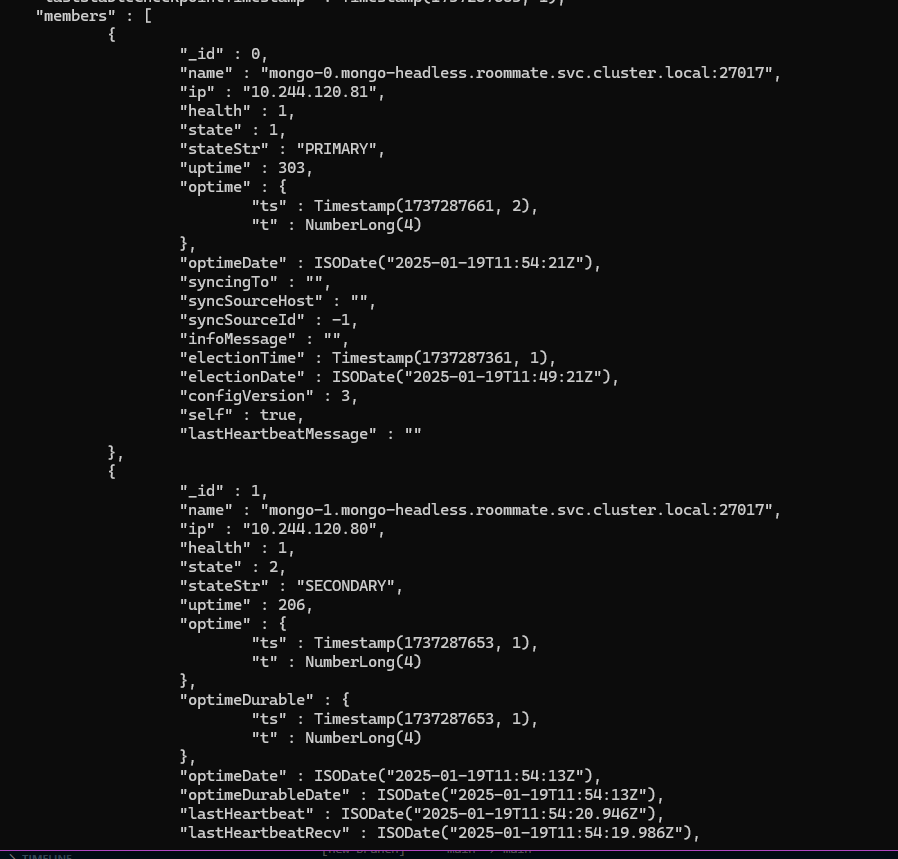 "members" : [
{
"_id" : 0,
"name" : "mongo-0.mongo-headless.roommate.svc.cluster.local:27017",
"ip" : "10.244.120.81",
"health" : 1,
"state" : 1,
"stateStr" : "PRIMARY",
"uptime" : 303,
"optime" : {
"ts" : Timestamp(1737287661, 2),
"t" : NumberLong(4)
},
"optimeDate" : ISODate("2025-01-19T11:54:21Z"),
"syncingTo" : "",
"syncSourceHost" : "",
"syncSourceId" : -1,
"infoMessage" : "",
"electionTime" : Timestamp(1737287361, 1),
"electionDate" : ISODate("2025-01-19T11:49:21Z"),
"configVersion" : 3,
"self" : true,
"lastHeartbeatMessage" : ""
},
{
"_id" : 1,
"name" : "mongo-1.mongo-headless.roommate.svc.cluster.local:27017",
"ip" : "10.244.120.80",
"health" : 1,
"state" : 2,
"stateStr" : "SECONDARY",
"uptime" : 206,
"optime" : {
"ts" : Timestamp(1737287653, 1),
"t" : NumberLong(4)
},
"optimeDurable" : {
"ts" : Timestamp(1737287653, 1),
"t" : NumberLong(4)
},
"optimeDate" : ISODate("2025-01-19T11:54:13Z"),
"optimeDurableDate" : ISODate("2025-01-19T11:54:13Z"),
"lastHeartbeat" : ISODate("2025-01-19T11:54:20.946Z"),
"lastHeartbeatRecv" : ISODate("2025-01-19T11:54:19.986Z"),